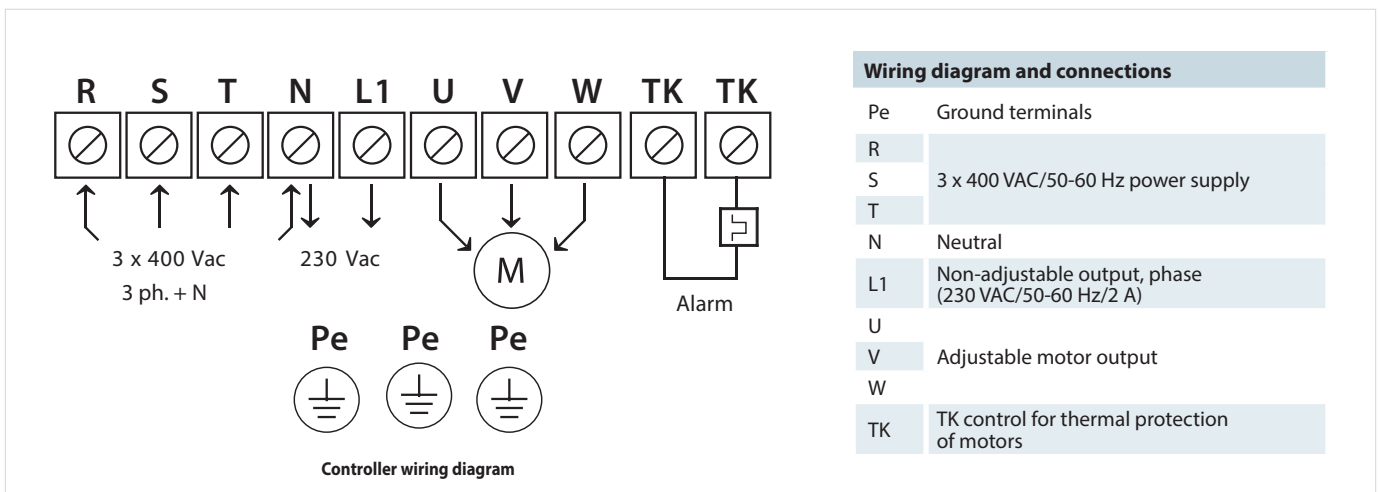 R S T N L1 U V W TK TK
3 x 400 Vac
3 ph. + N
230 Vac
M
Alarm
Pe Pe Pe
Controller wiring diagram
Wiring diagram and connections
Pe Ground terminals
R
S 3 x 400 VAC/50-60 Hz power supply
T
N Neutral
L1 Non-adjustable output, phase
(230 VAC/50-60 Hz/2 A)
U
V Adjustable motor output
W
TK TK control for thermal protection
of motors